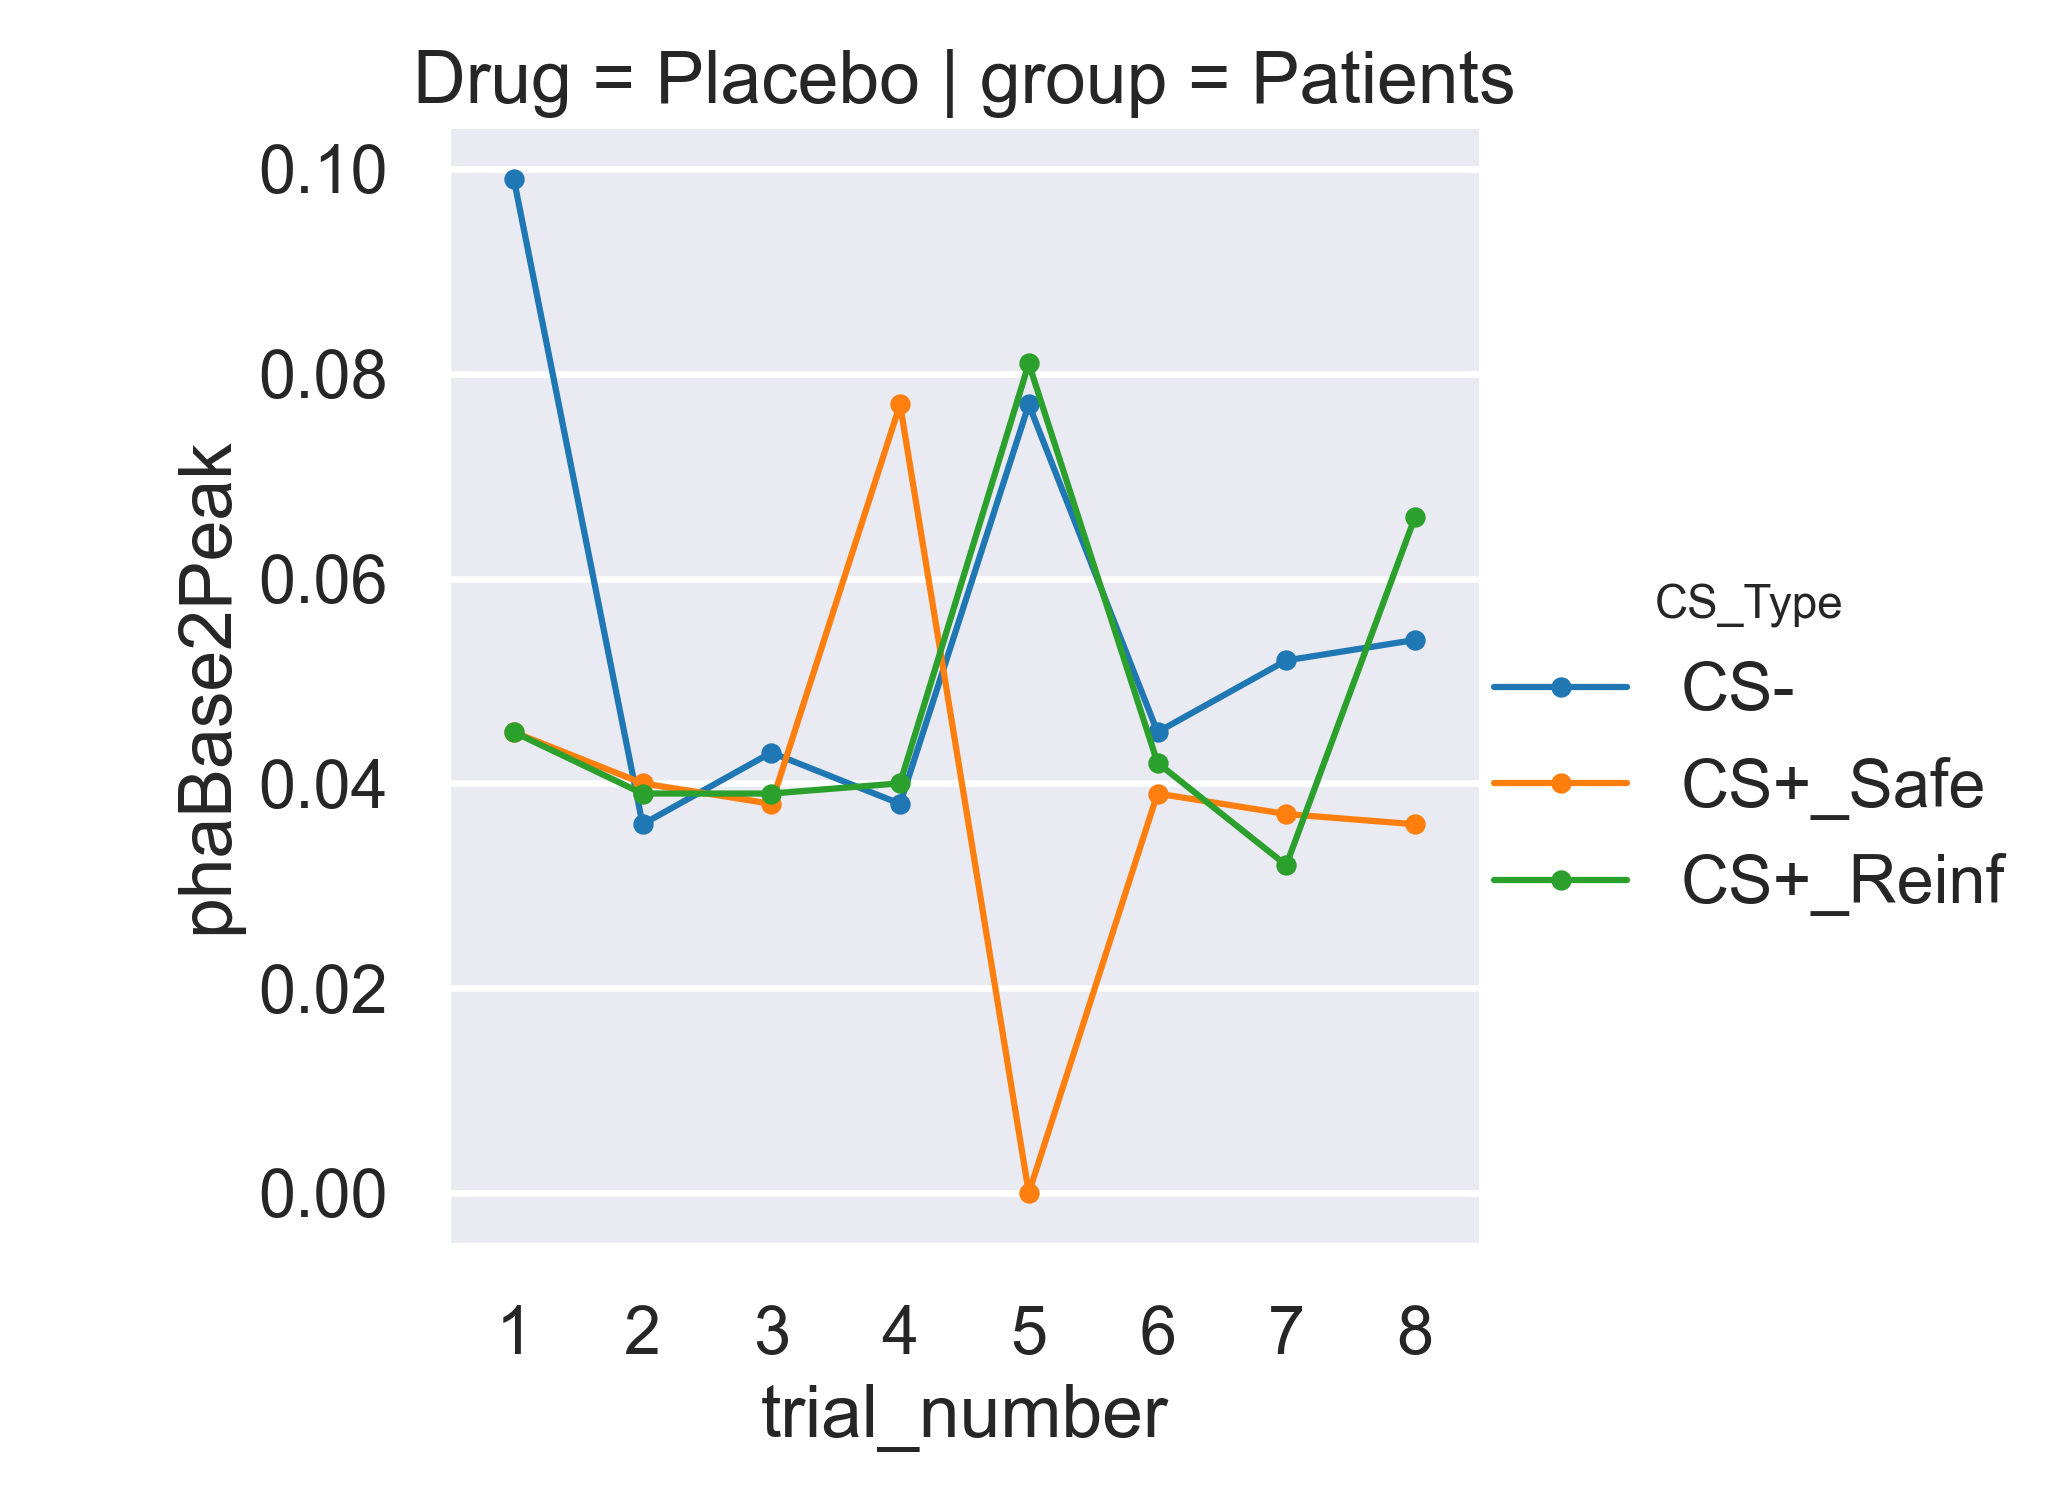 Drug = Placebo | group = Patients
0.10
0.08
0.06
0.04
0.02
0.00
phaBase2Peak
1 2 3 4 5 6 7 8
trial_number
CS_Type
CS-
CS+_Safe
CS+_Reinf